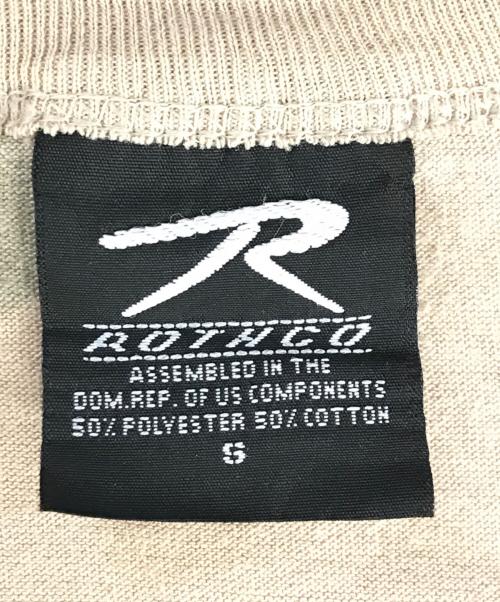 R
ROTHCO
ASSEMBLED IN THE
DOM.REP. OF US COMPONENTS
50% POLYESTER 50% COTTON
S